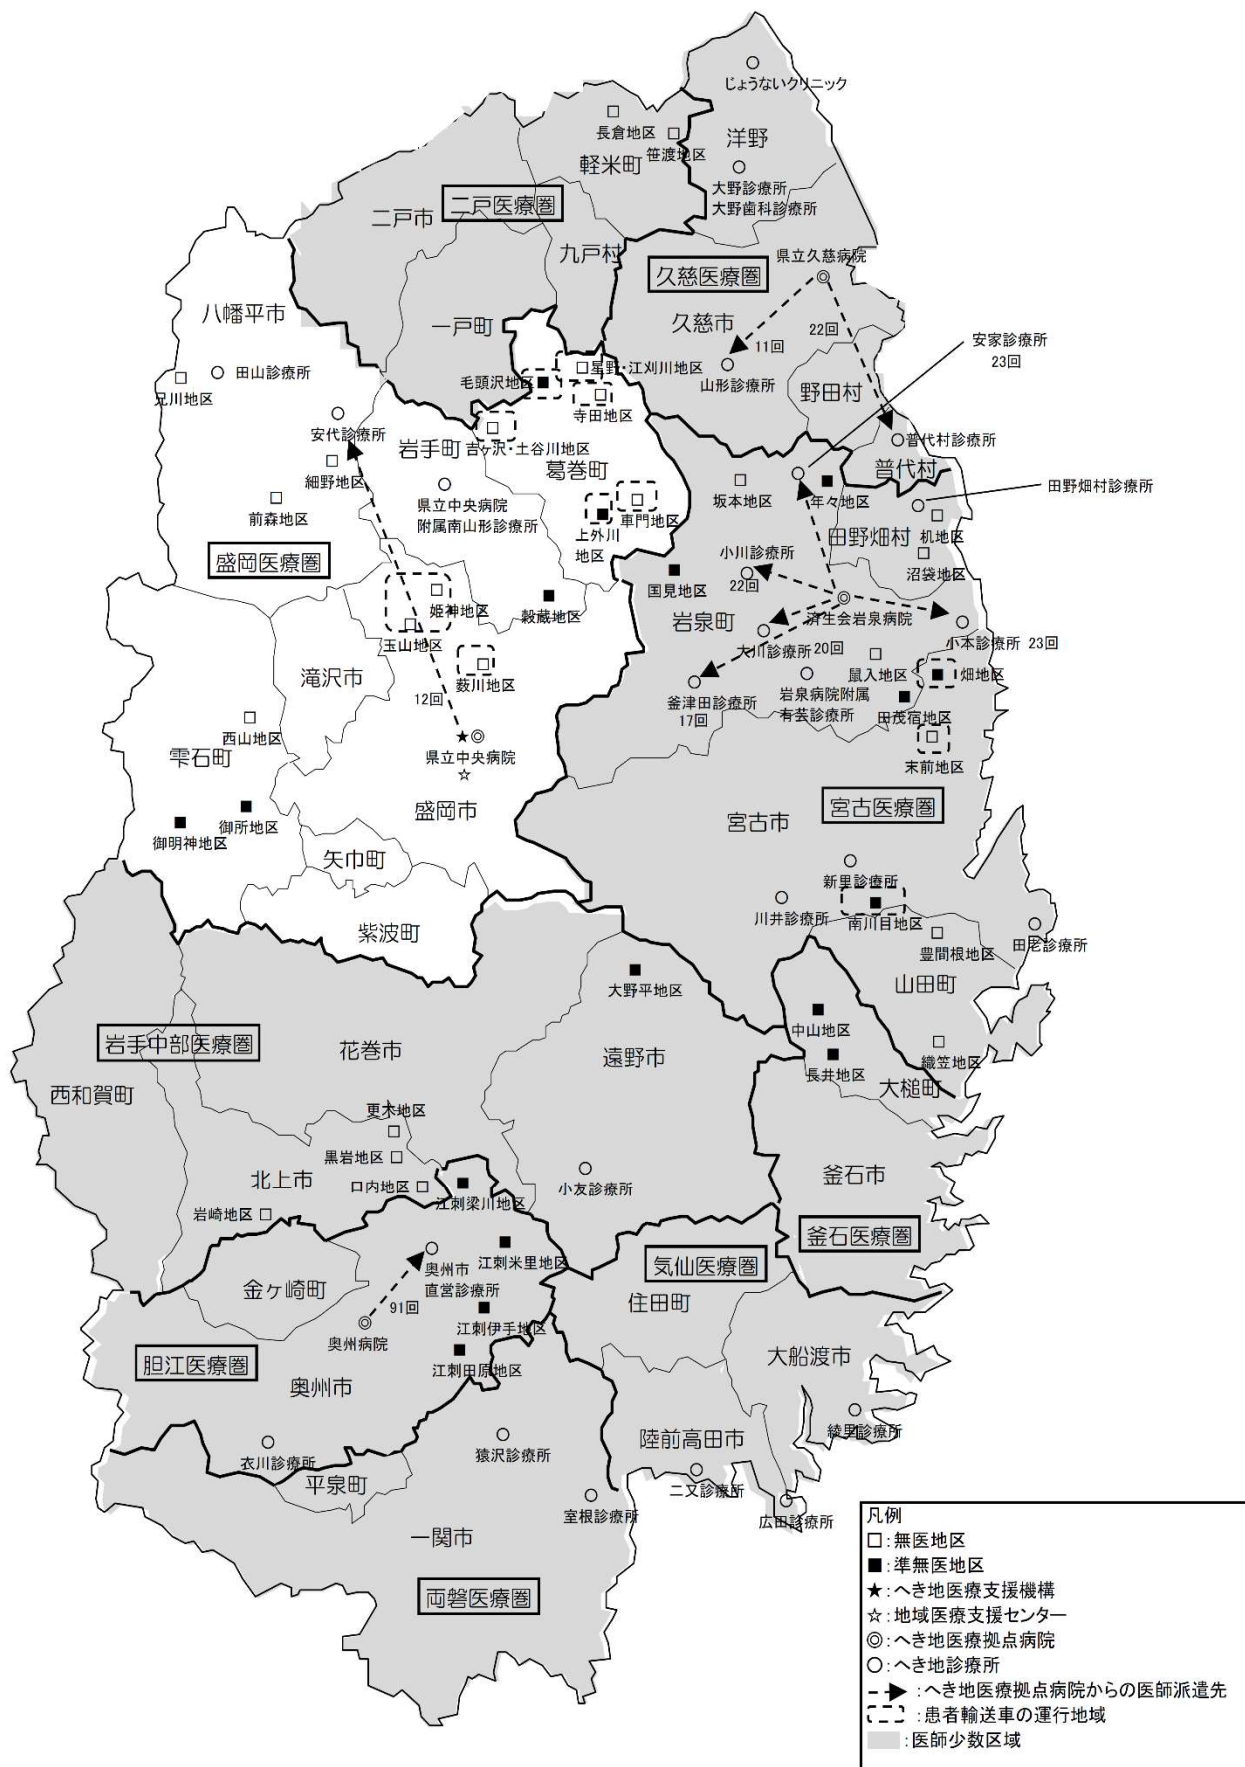 じょうないクリニック
長倉地区
笹渡地区
軽米町
洋野
大野診療所
大野歯科診療所
二戸市
二戸医療圏
九戸村
県立久慈病院
久慈医療圏
久慈市
八幡平市
一戸町
22回
11回
安家診療所
23回
星野・江刈川地区
田山診療所
兄川地区
毛頭沢地区
山形診療所
野田村
寺田地区
安代診療所
岩手町
吉ヶ沢・土谷川地区
普代村診療所
細野地区
葛巻町
普代村
県立中央病院
附属南山形診療所
坂本地区
年々地区
田野畑村診療所
前森地区
車門地区
上外川
地区
田野畑村
机地区
盛岡医療圏
小川診療所
沼袋地区
国見地区
22回
姫神地区
穀蔵地区
岩泉町
済生会岩泉病院
玉山地区
大川診療所
20回
小本診療所 23回
滝沢市
薮川地区
鼠入地区
畑地区
12回
釜津田診療所
17回
岩泉病院附属
有芸診療所
田茂宿地区
西山地区
雫石町
県立中央病院
末前地区
宮古医療圏
盛岡市
宮古市
御所地区
御明神地区
矢巾町
新里診療所
川井診療所
南川目地区
紫波町
豊間根地区
田老診療所
大野平地区
山田町
中山地区
岩手中部医療圏
花巻市
遠野市
長井地区
織笠地区
西和賀町
大槌町
更木地区
黒岩地区
北上市
口内地区
江刺梁川地区
小友診療所
釜石市
岩崎地区
釜石医療圏
奥州市
直営診療所
江刺米里地区
気仙医療圏
金ヶ崎町
91回
住田町
奥州病院
江刺伊手地区
胆江医療圏
江刺田原地区
大船渡市
奥州市
綾里診療所
衣川診療所
猿沢診療所
陸前高田市
平泉町
二又診療所
室根診療所
広田診療所
一関市
両磐医療圏
凡例
□:無医地区
■:準無医地区
★:へき地医療支援機構
☆:地域医療支援センター
◎:へき地医療拠点病院
○:へき地診療所
:へき地医療拠点病院からの医師派遣先
:患者輸送車の運行地域
:医師少数区域